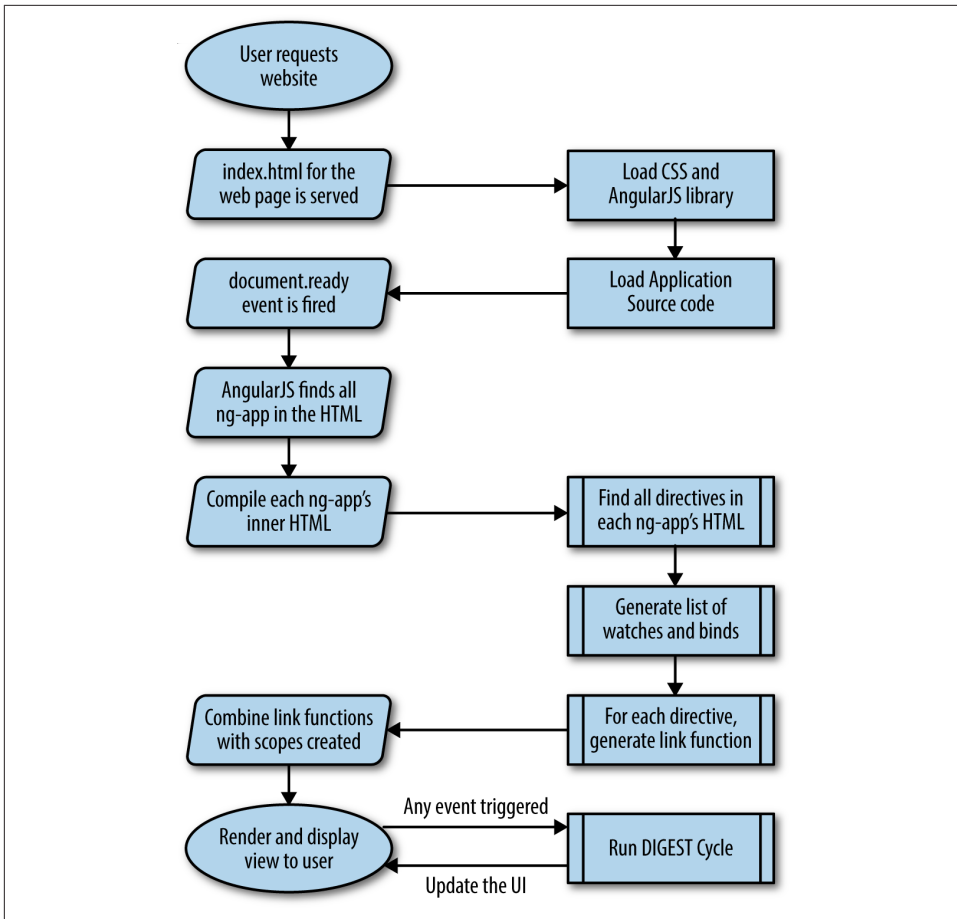 User requests
website
index.html for the
web page is served
Load CSS and
AngularJS library
Load Application
Source code
document.ready
event is fired
AngularJS finds all
ng-app in the HTML
Compile each ng-app's
inner HTML
Find all directives in
each ng-app's HTML
Generate list of
watches and binds
For each directive,
generate link function
Combine link functions
with scopes created
Render and display
view to user
Any event triggered
Run DIGEST Cycle
Update the UI